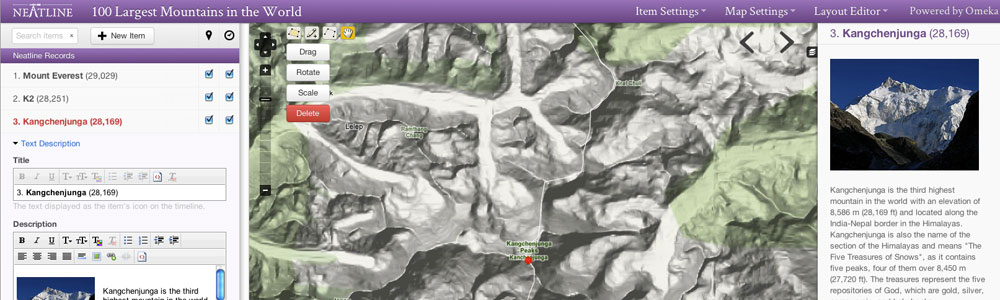 NEATLINE
100 Largest Mountains in the World
Item Settings
Map Settings
Layout Editor
Powered by Omeka
Search items
New Item
Neatline Records
1. Mount Everest (29,029)
2. K2 (28,251)
3. Kangchenjunga (28,169)
Text Description
Title
B I U T T T
3. Kangchenjunga (28,169)
The text displayed as the item's icon on the timeline.
Description
B I U T T T
Kangchenjunga is the third
Drag
Rotate
Scale
Delete
Lelep
Kangchenjunga
Peaks
3. Kangchenjunga (28,169)
Kangchenjunga is the third highest
mountain in the world with an elevation of
8,586 m (28,169 ft) and located along the
India-Nepal border in the Himalayas.
Kangchenjunga is also the name of the
section of the Himalayas and means "The
Five Treasures of Snows", as it contains
five peaks, four of them over 8,450 m
(27,720 ft). The treasures represent the five
repositories of God, which are gold, silver,